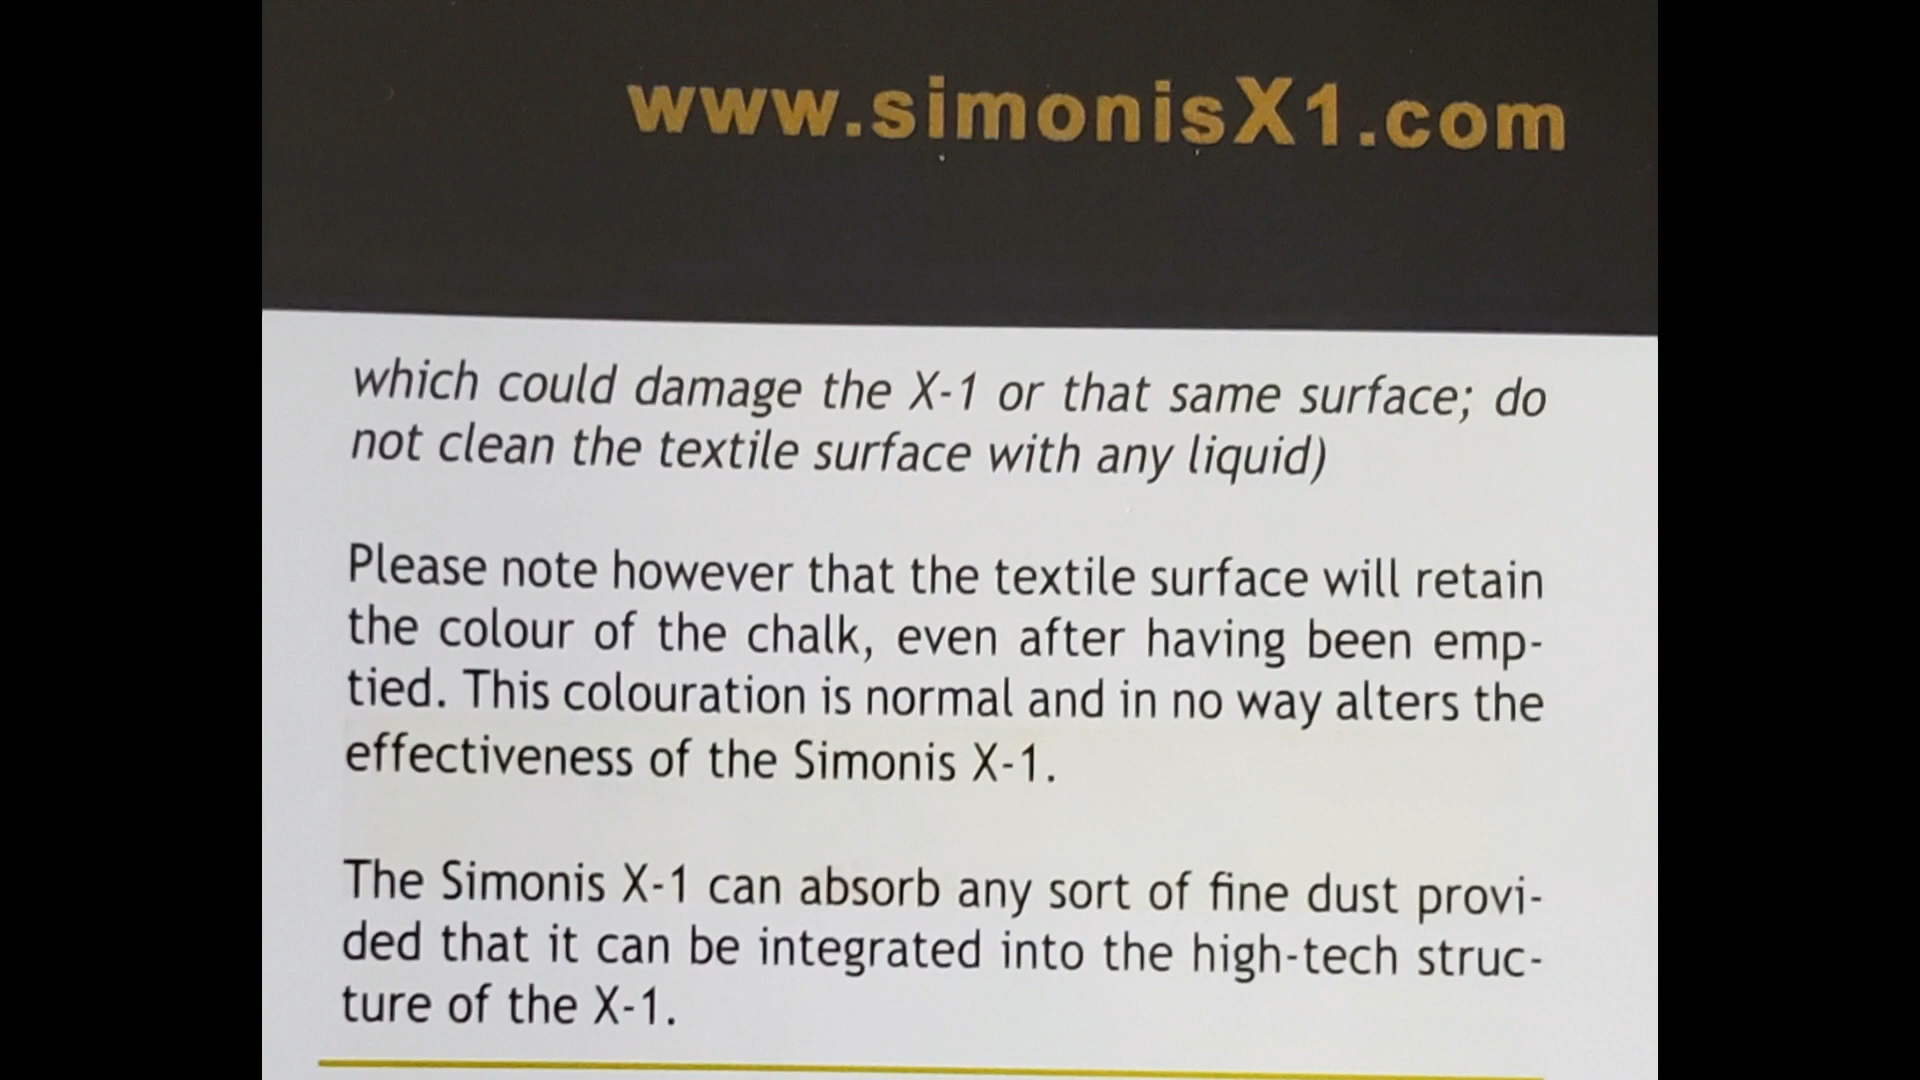 www.simonisX1.com
which could damage the X-1 or that same surface; do
not clean the textile surface with any liquid)
Please note however that the textile surface will retain
the colour of the chalk, even after having been emp-
tied. This colouration is normal and in no way alters the
effectiveness of the Simonis X-1.
The Simonis X-1 can absorb any sort of fine dust provi-
ded that it can be integrated into the high-tech struc-
ture of the X-1.